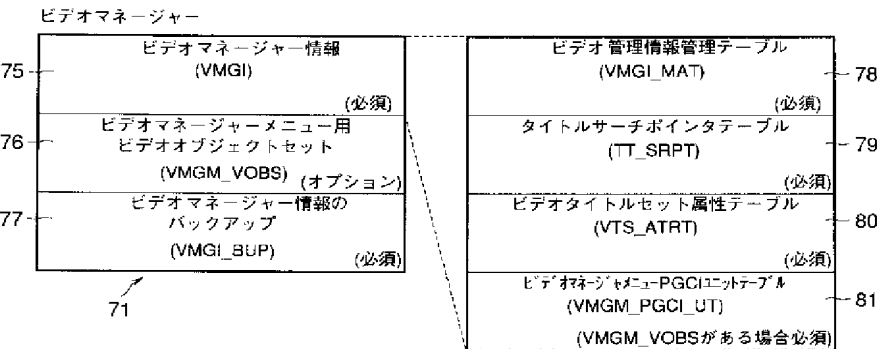 ビデオマネージャー
ビデオマネージャー情報
(VMGI)
(必須)
75
ビデオマネージャーメニュー用
ビデオオブジェクトセット
(VMGM_VOBS)
(オプション)
76
ビデオマネージャー情報の
バックアップ
(VMGI_BUP)
(必須)
77
71
ビデオ管理情報管理テーブル
(VMGI_MAT)
(必須)
78
タイトルサーチポインタテーブル
(TT_SRPT)
(必須)
79
ビデオタイトルセット属性テーブル
(VTS_ATRT)
(必須)
80
ビデオマネージャメニューPGCIユニットテーブル
(VMGM_PGCI_UT)
(VMGM_VOBSがある場合必須)
81